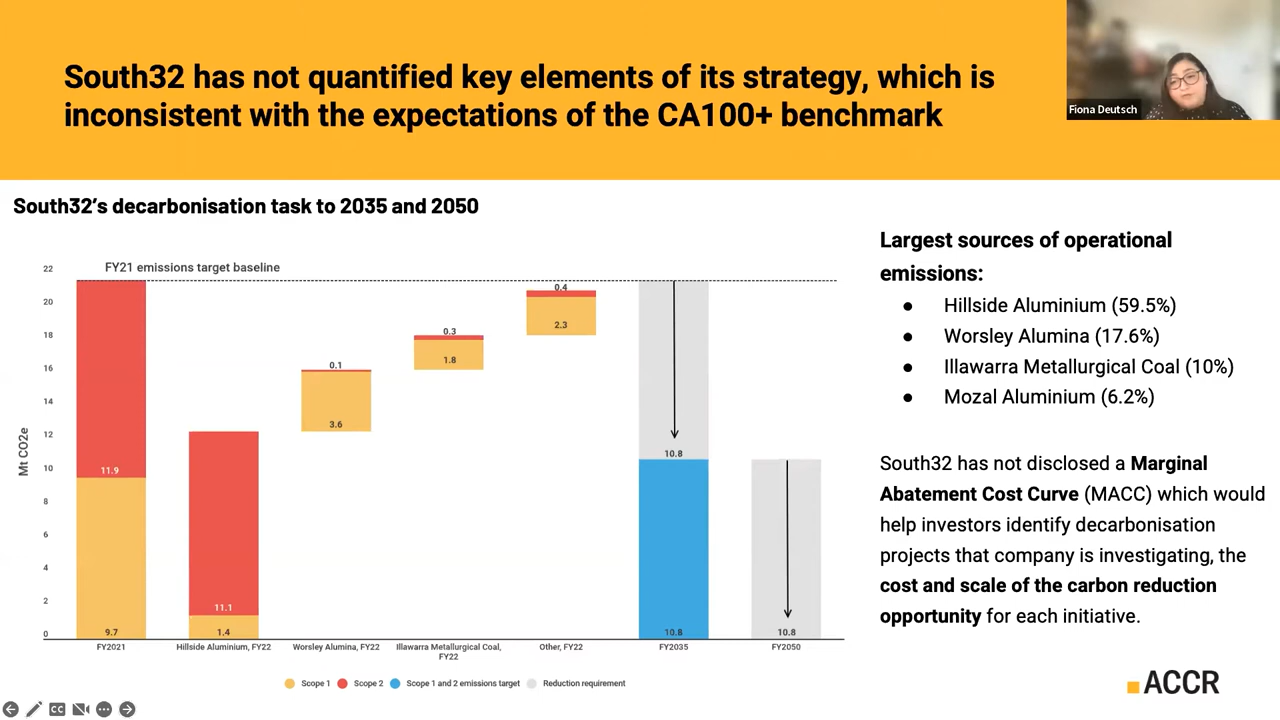 South32 has not quantified key elements of its strategy, which is
inconsistent with the expectations of the CA100+ benchmark
Fiona Deutsch
South32's decarbonisation task to 2035 and 2050
Mt CO2e
22
20
18
16
14
12
10
8
6
4
2
0
FY21 emissions target baseline
11.9
9.7
11.1
1.4
0.1
3.6
0.3
1.8
0.4
2.3
10.8
10.8
10.8
FY2021
Hillside Aluminium, FY22
Worsley Alumina, FY22
Illawarra Metallurgical Coal,
FY22
Other, FY22
FY2035
FY2050
Scope 1
Scope 2
Scope 1 and 2 emissions target
Reduction requirement
Largest sources of operational
emissions:
● Hillside Aluminium (59.5%)
● Worsley Alumina (17.6%)
● Illawarra Metallurgical Coal (10%)
● Mozal Aluminium (6.2%)
South32 has not disclosed a Marginal
Abatement Cost Curve (MACC) which would
help investors identify decarbonisation
projects that company is investigating, the
cost and scale of the carbon reduction
opportunity for each initiative.
ACCR
CC